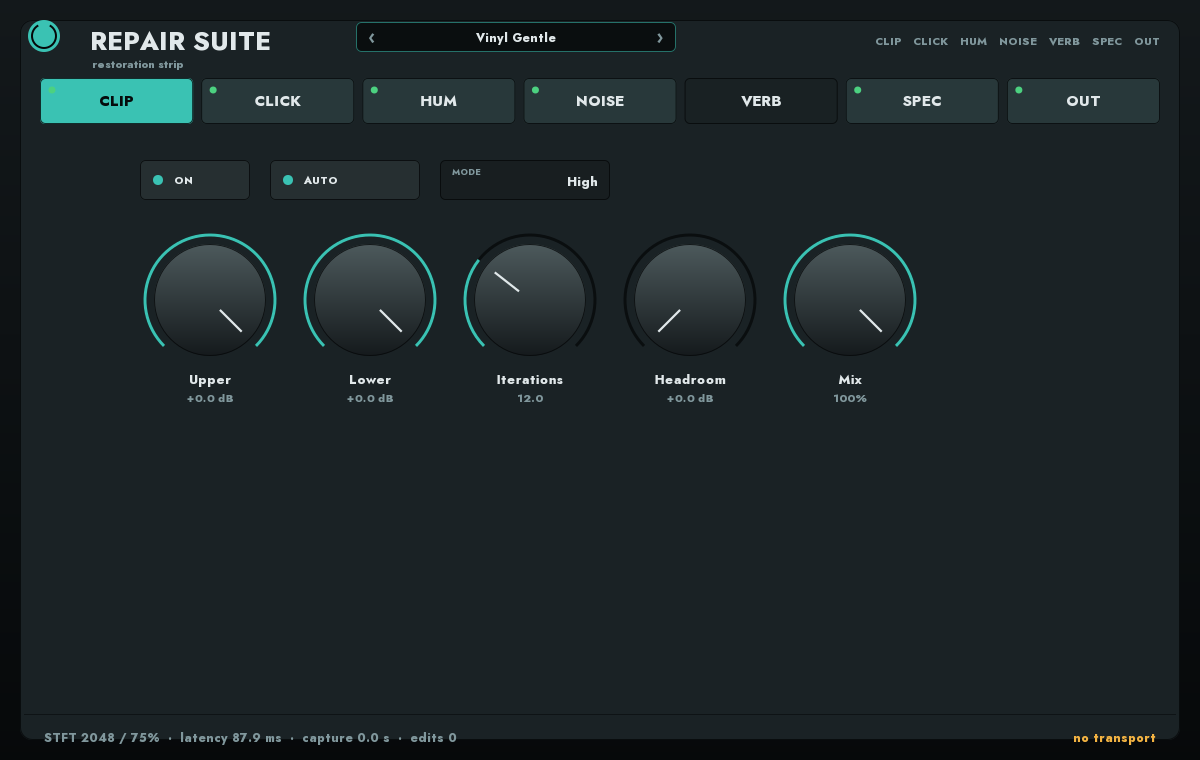 REPAIR SUITE
restoration strip
‹ Vinyl Gentle ›
CLIP CLICK HUM NOISE VERB SPEC OUT
CLIP CLICK HUM NOISE VERB SPEC OUT
ON AUTO MODE High
Upper Lower Iterations Headroom Mix
+0.0 dB +0.0 dB 12.0 +0.0 dB 100%
STFT 2048 / 75% · latency 87.9 ms · capture 0.0 s · edits 0 no transport